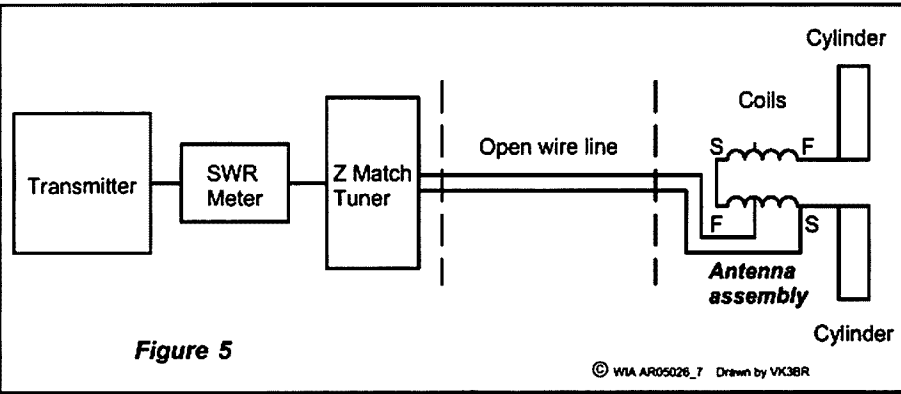 Cylinder
Coils
Transmitter
SWR
Meter
Z Match
Tuner
Open wire line
S
F
F
S
Antenna
assembly
Cylinder
Figure 5
© WIA AR05026_7 Drawn by VK3BR